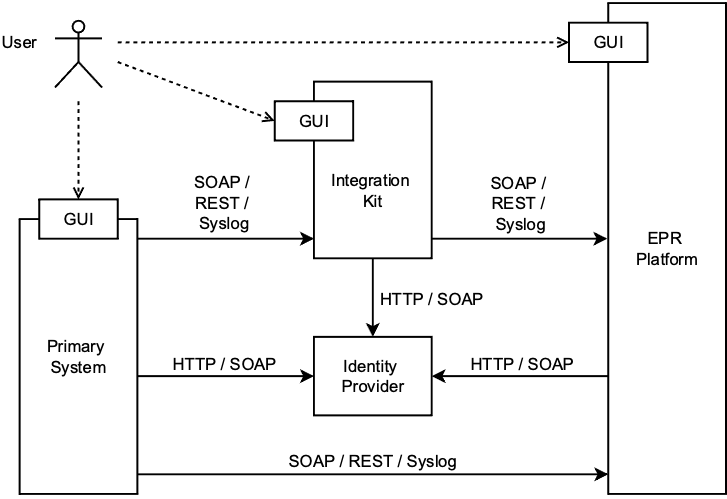 User
GUI
GUI
Integration
Kit
SOAP /
REST /
Syslog
SOAP /
REST /
Syslog
GUI
EPR
Platform
HTTP / SOAP
Primary
System
HTTP / SOAP
Identity
Provider
HTTP / SOAP
SOAP / REST / Syslog